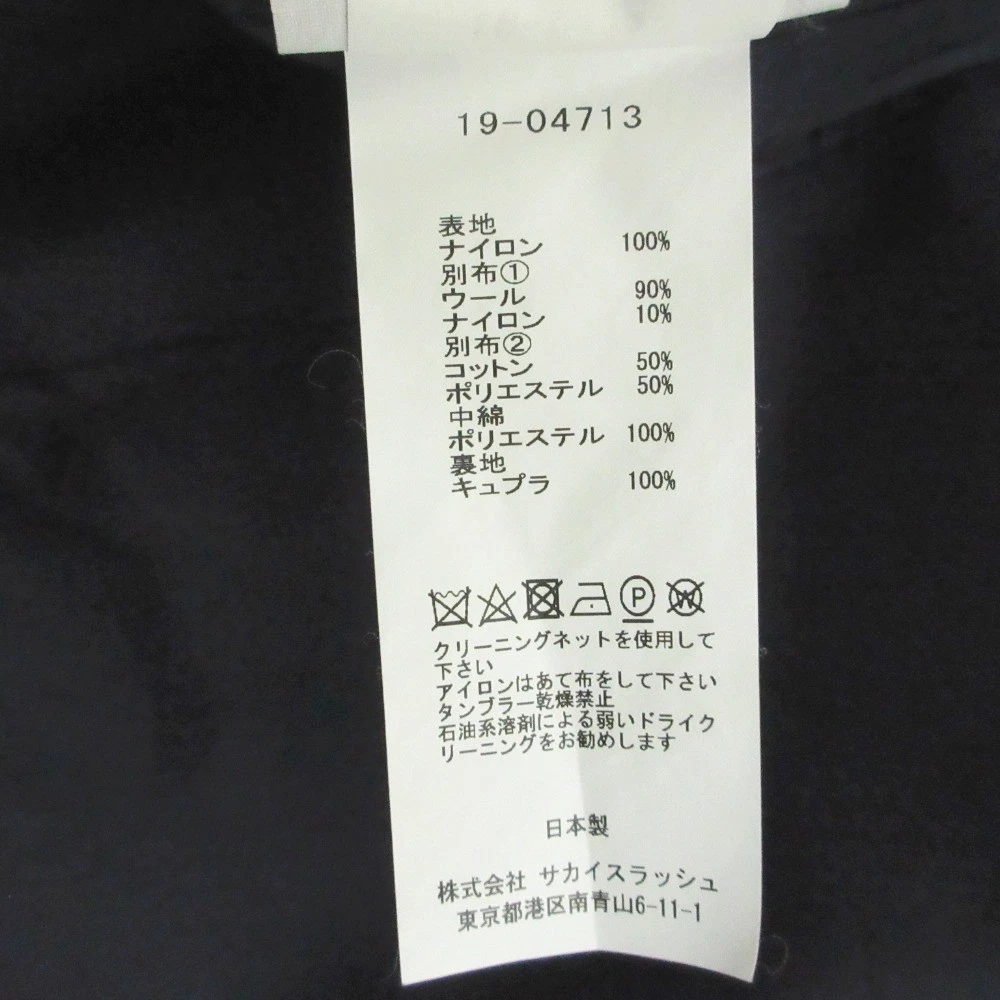 19-04713
表地
ナイロン 100%
別布①
ウール 90%
ナイロン 10%
別布②
コットン 50%
ポリエステル 50%
中綿
ポリエステル 100%
裏地
キュプラ 100%
P W
クリーニングネットを使用して
下さい
アイロンはあて布をして下さい
タンブラー乾燥禁止
石油系溶剤による弱いドライク
リーニングをお勧めします
日本製
株式会社 サカイスラッシュ
東京都港区南青山6-11-1